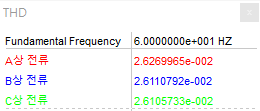 THD
Fundamental Frequency 6.0000000e+001 HZ
A상 전류 2.6269965e-002
B상 전류 2.6110792e-002
C상 전류 2.6105733e-002